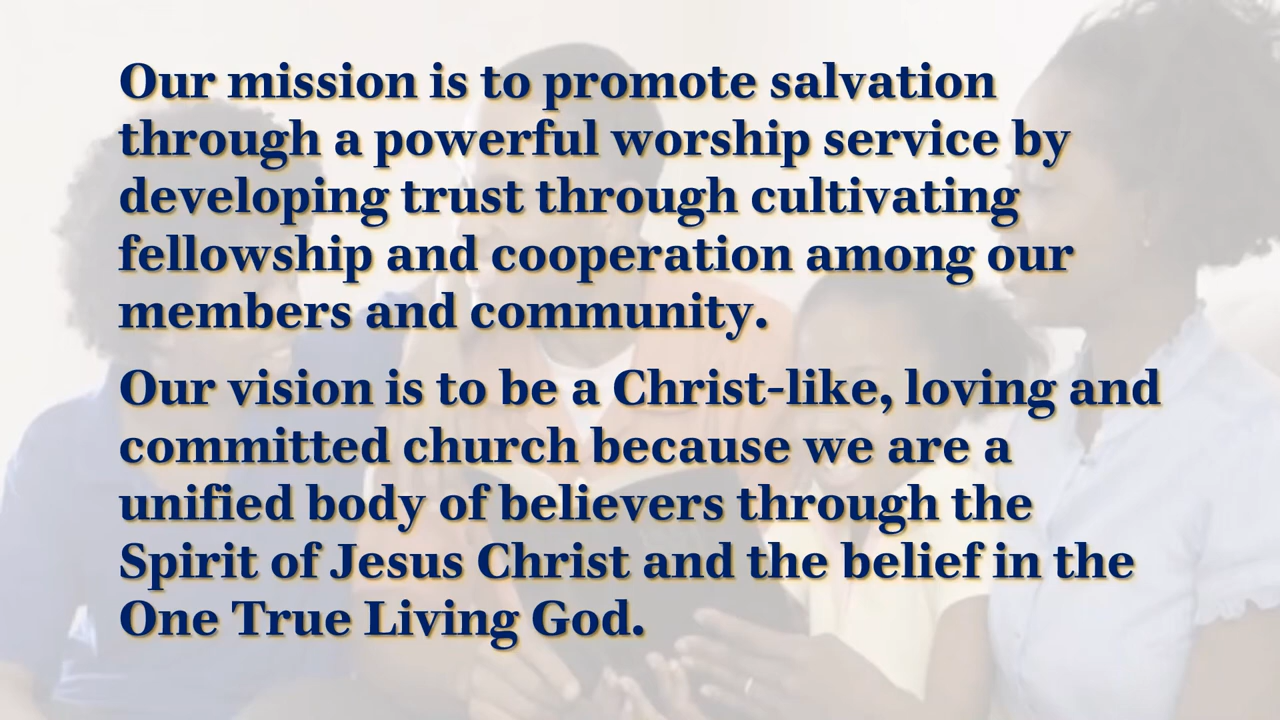 Our mission is to promote salvation
through a powerful worship service by
developing trust through cultivating
fellowship and cooperation among our
members and community.
Our vision is to be a Christ-like, loving and
committed church because we are a
unified body of believers through the
Spirit of Jesus Christ and the belief in the
One True Living God.